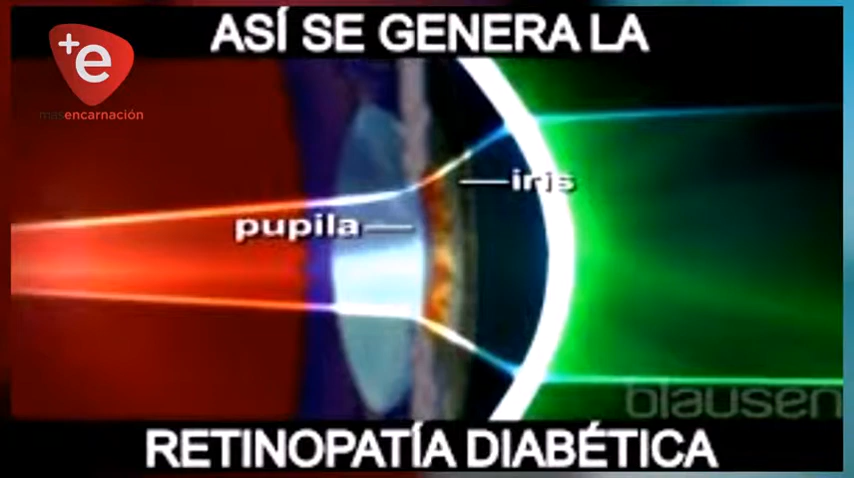 ASÍ SE GENERA LA
+e
masencarnación
iris
pupila
blausen
RETINOPATÍA DIABÉTICA